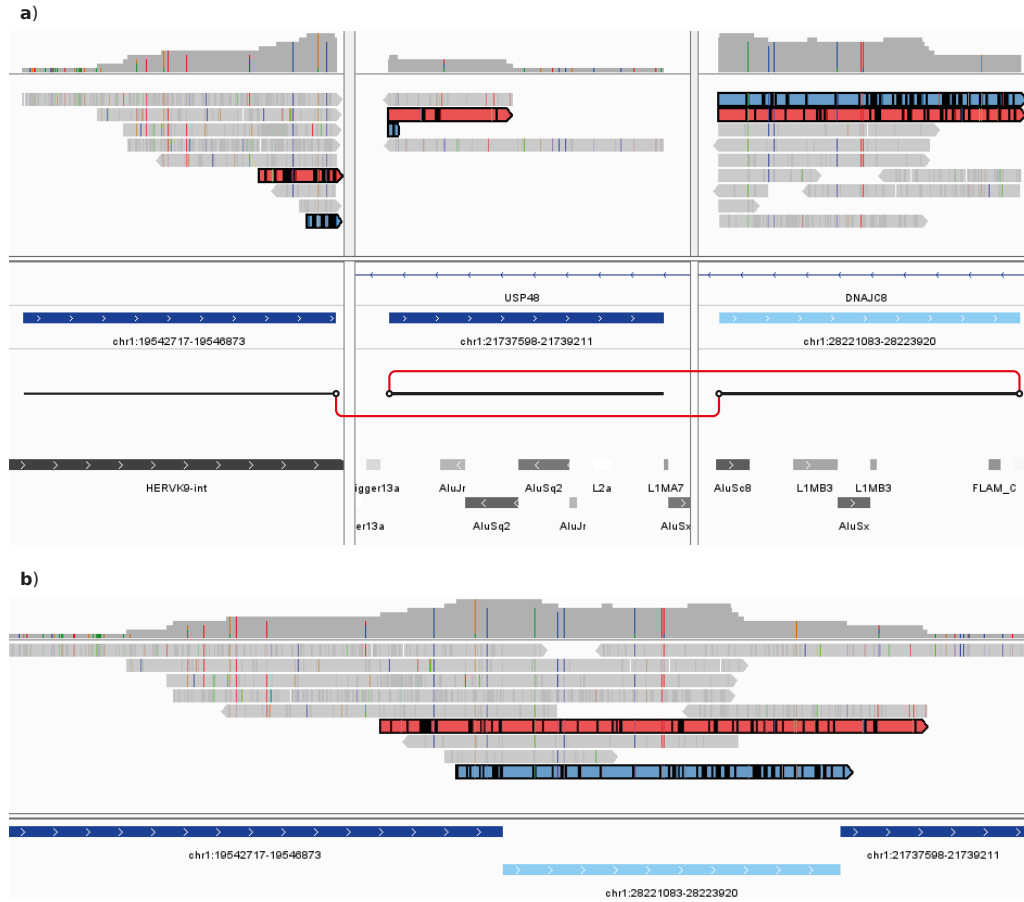 a)
USP48
DNAJC8
chr1:19542717-19546873
chr1:21737598-21739211
chr1:28221083-28223920
HERVK9-int
igger13a
AluJr
AluSq2
L2a
L1MA7
AluSc8
L1MB3
L1MB3
FLAM_C
er13a
AluSq2
AluJr
AluSx
AluSx
b)
chr1:19542717-19546873
chr1:21737598-21739211
chr1:28221083-28223920